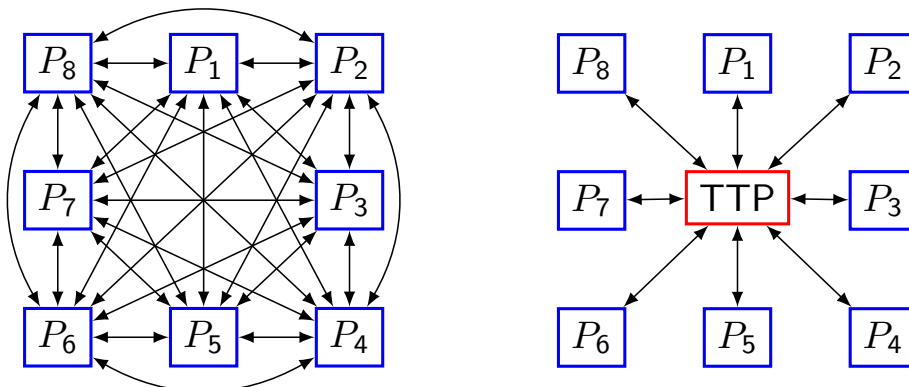 P₈ P₁ P₂ P₈ P₁ P₂
P₇ P₃ P₇ TTP P₃
P₆ P₅ P₄ P₆ P₅ P₄